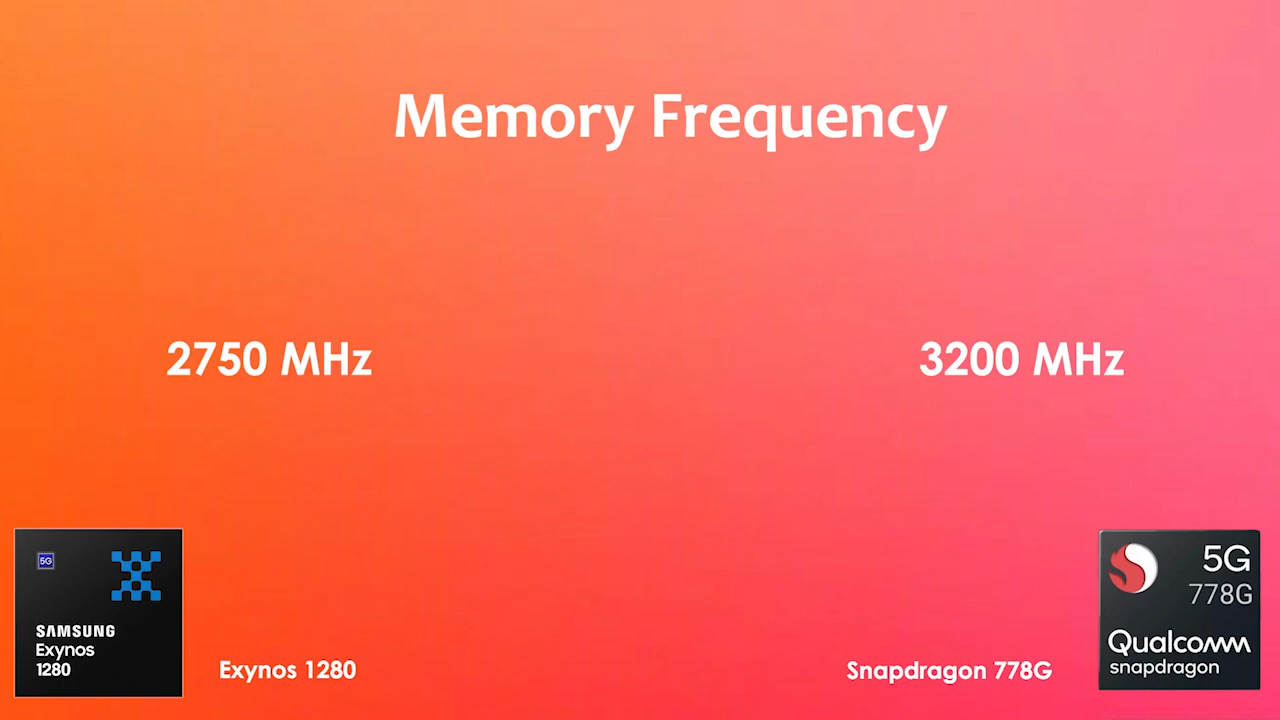 Memory Frequency
2750 MHz
3200 MHz
5G
SAMSUNG
Exynos
1280
Exynos 1280
Snapdragon 778G
5G
778G
Qualcomm
snapdragon